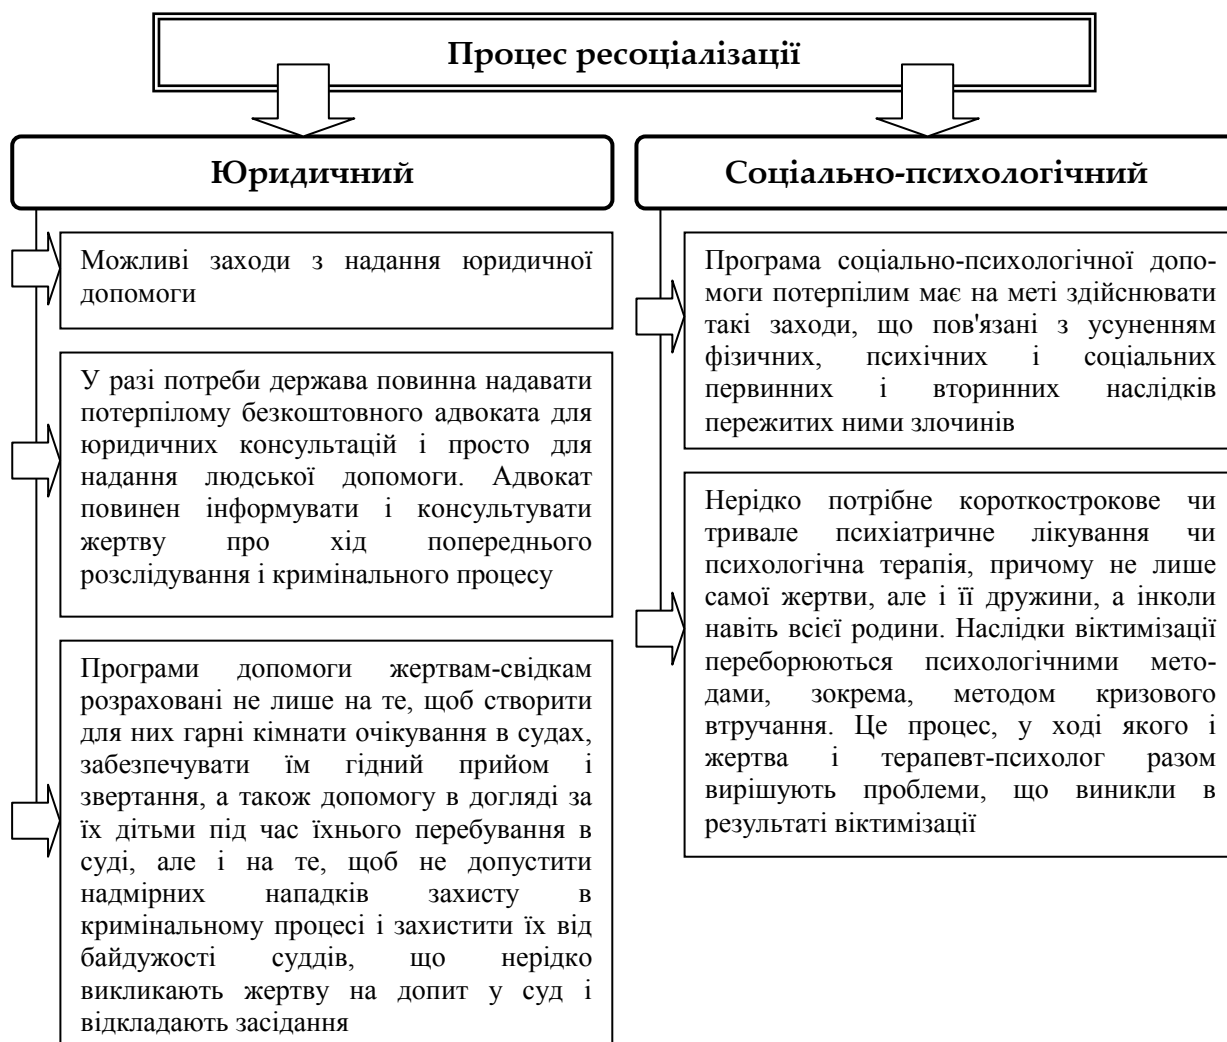 Процес ресоціалізації
Юридичний
Можливі заходи з надання юридичної
допомоги
У разі потреби держава повинна надавати
потерпілому безкоштовного адвоката для
юридичних консультацій і просто для
надання людської допомоги. Адвокат
повинен інформувати і консультувати
жертву про хід попереднього
розслідування і кримінального процесу
Програми допомоги жертвам-свідкам
розраховані не лише на те, щоб створити
для них гарні кімнати очікування в судах,
забезпечувати їм гідний прийом і
звертання, а також допомогу в догляді за
їх дітьми під час їхнього перебування в
суді, але і на те, щоб не допустити
надмірних нападків захисту в
кримінальному процесі і захистити їх від
байдужості суддів, що нерідко
викликають жертву на допит у суд і
відкладають засідання
Соціально-психологічний
Програма соціально-психологічної допо-
моги потерпілим має на меті здійснювати
такі заходи, що пов'язані з усуненням
фізичних, психічних і соціальних
первинних і вторинних наслідків
пережитих ними злочинів
Нерідко потрібне короткострокове чи
тривале психіатричне лікування чи
психологічна терапія, причому не лише
самої жертви, але і її дружини, а інколи
навіть всієї родини. Наслідки віктимізації
переборюються психологічними мето-
дами, зокрема, методом кризового
втручання. Це процес, у ході якого і
жертва і терапевт-психолог разом
вирішують проблеми, що виникли в
результаті віктимізації